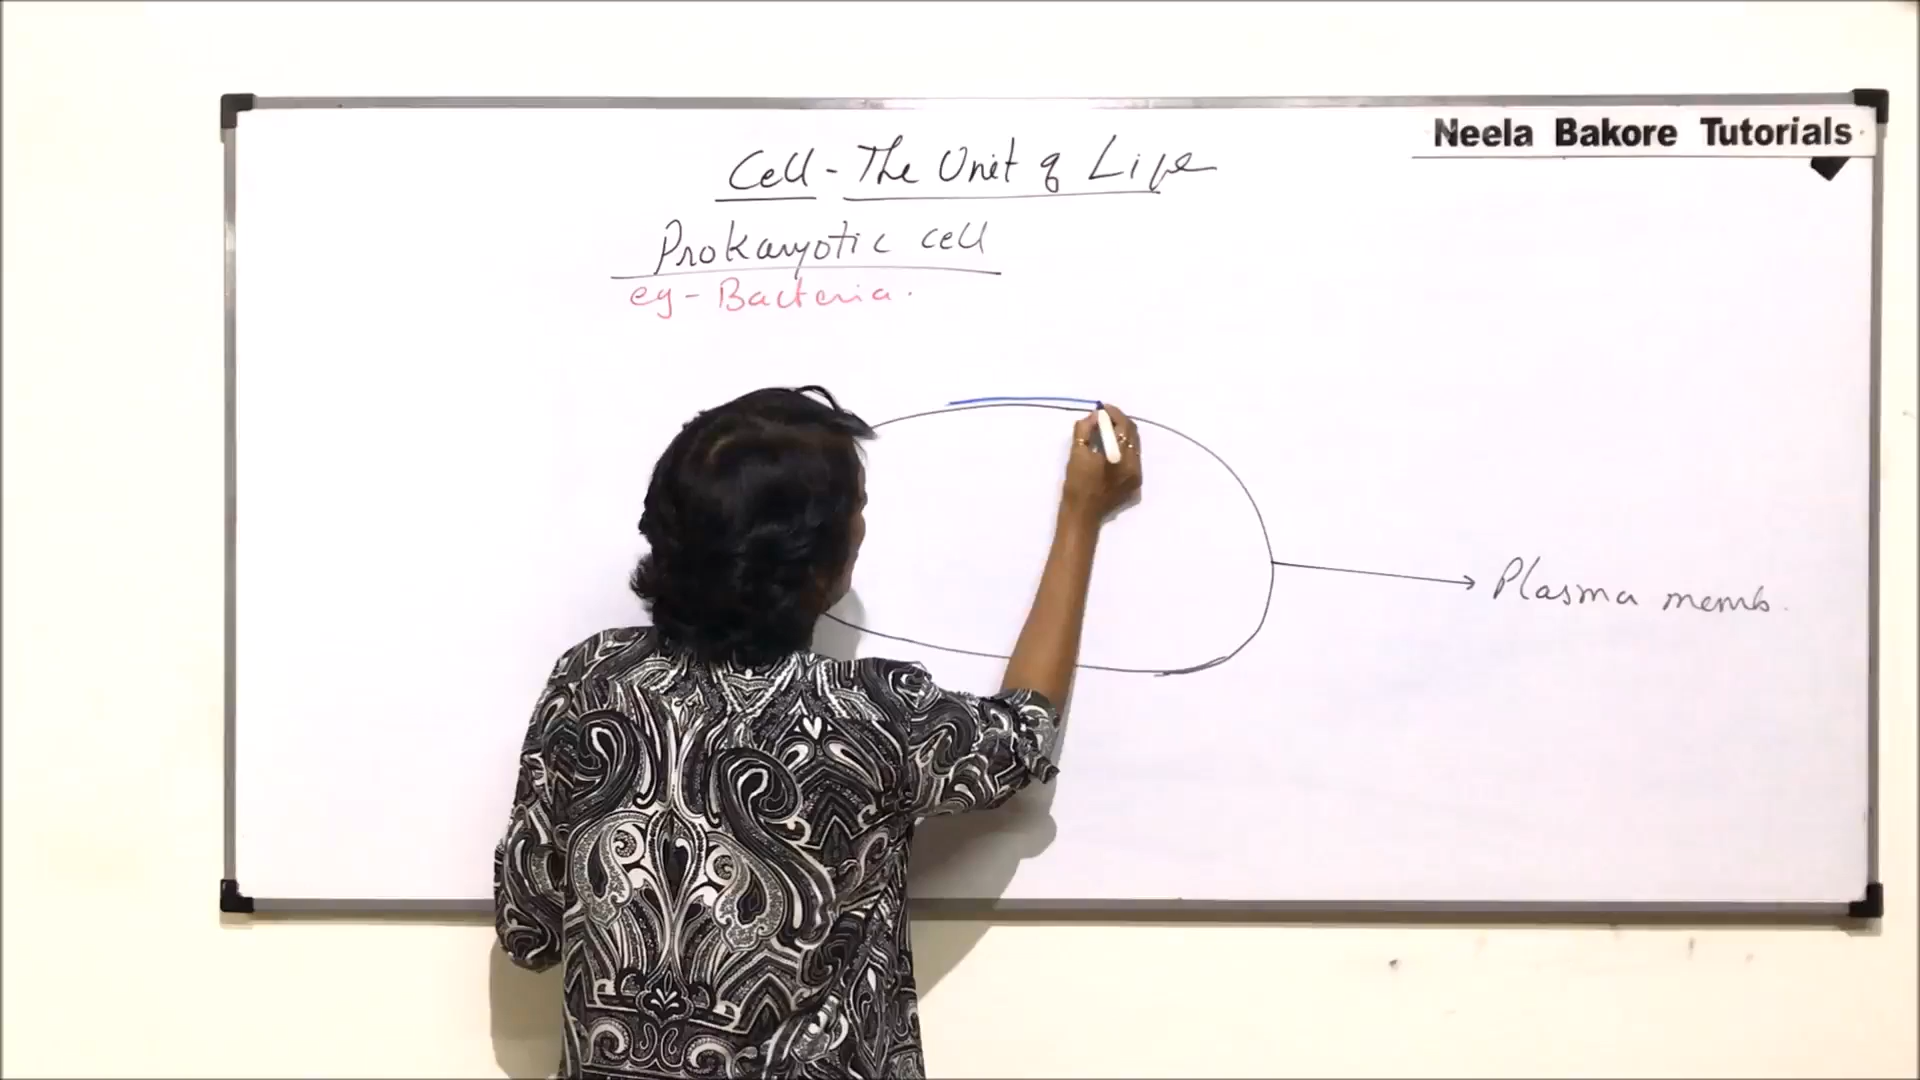 Neela Bakore Tutorials
Cell - The Unit of Life
Prokaryotic cell
eg - Bacteria.
Plasma memb.